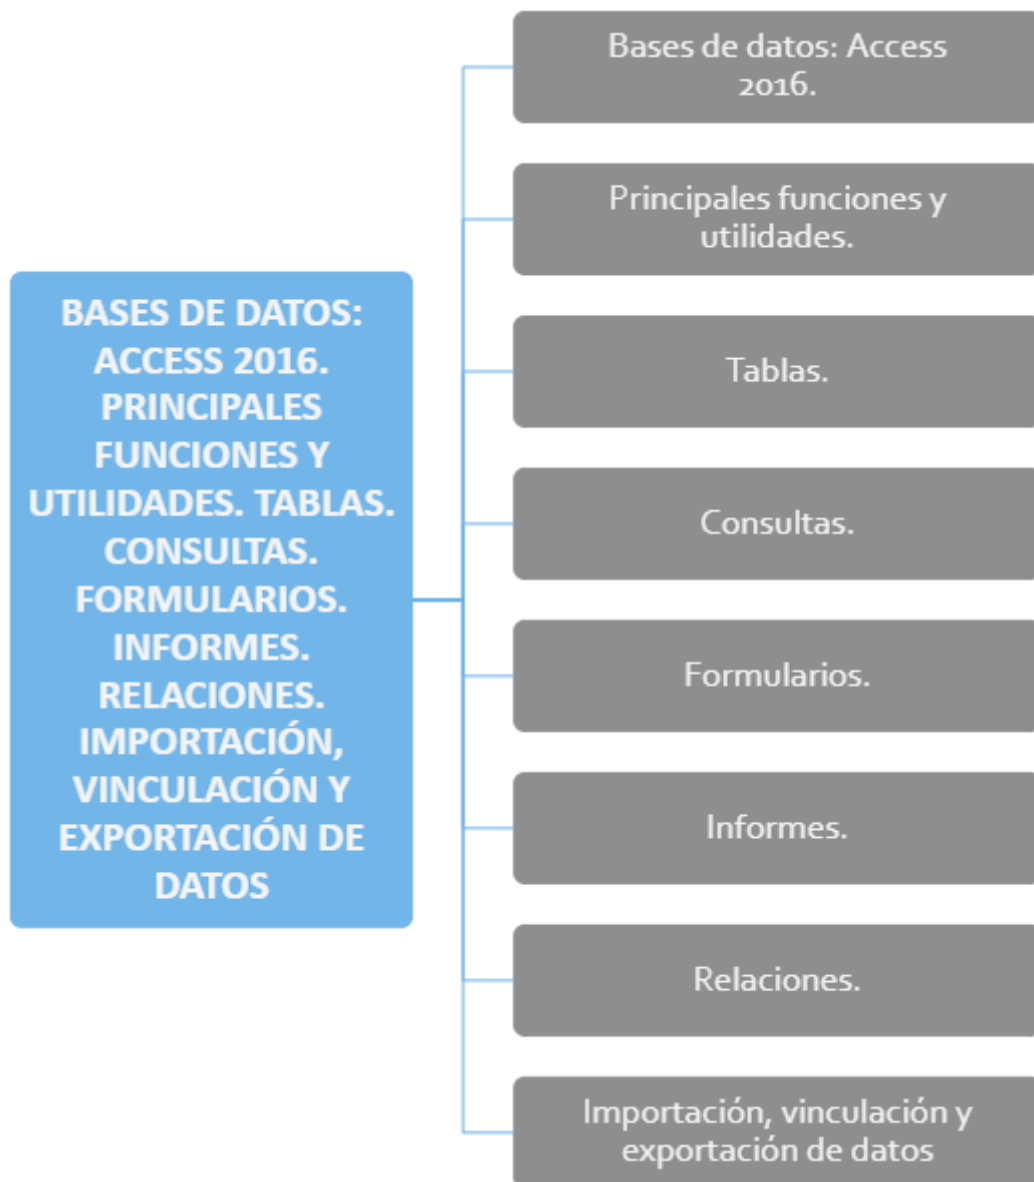 BASES DE DATOS:
ACCESS 2016.
PRINCIPALES
FUNCIONES Y
UTILIDADES. TABLAS.
CONSULTAS.
FORMULARIOS.
INFORMES.
RELACIONES.
IMPORTACIÓN,
VINCULACIÓN Y
EXPORTACIÓN DE
DATOS
Bases de datos: Access
2016.
Principales funciones y
utilidades.
Tablas.
Consultas.
Formularios.
Informes.
Relaciones.
Importación, vinculación y
exportación de datos